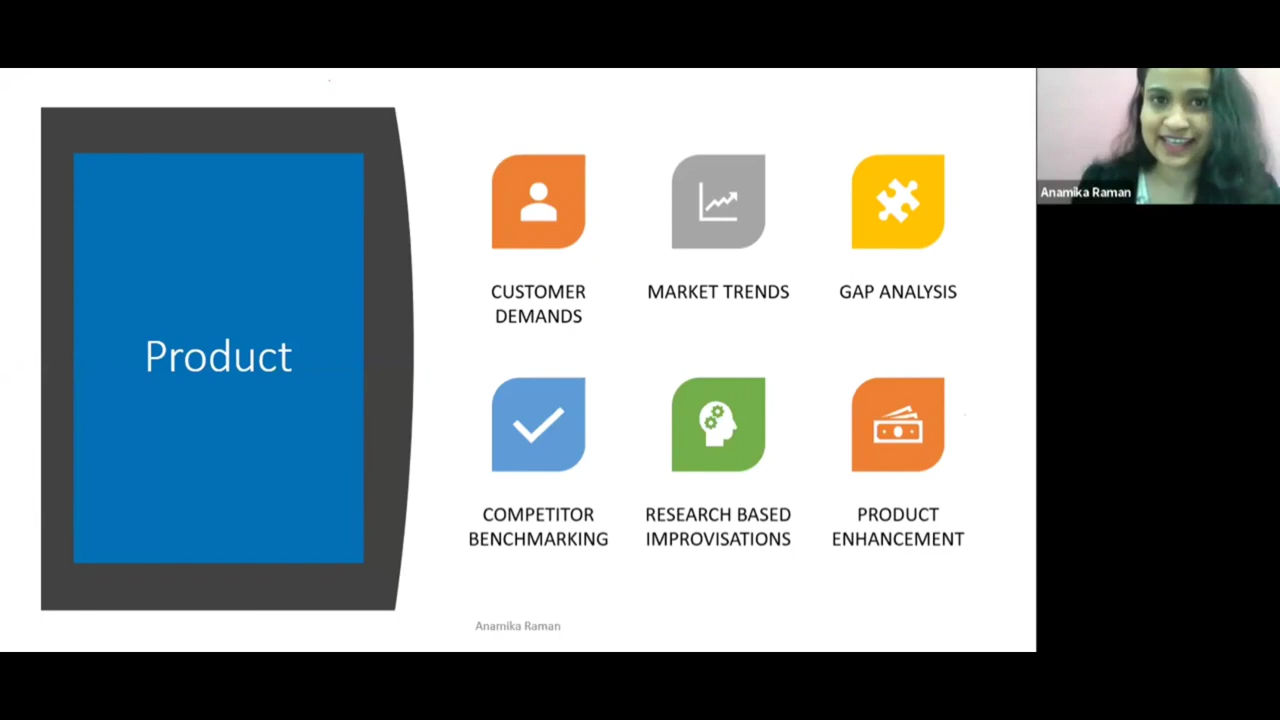 Product
CUSTOMER
DEMANDS
MARKET TRENDS
GAP ANALYSIS
COMPETITOR
BENCHMARKING
RESEARCH BASED
IMPROVISATIONS
PRODUCT
ENHANCEMENT
Anamika Raman
Anamika Raman